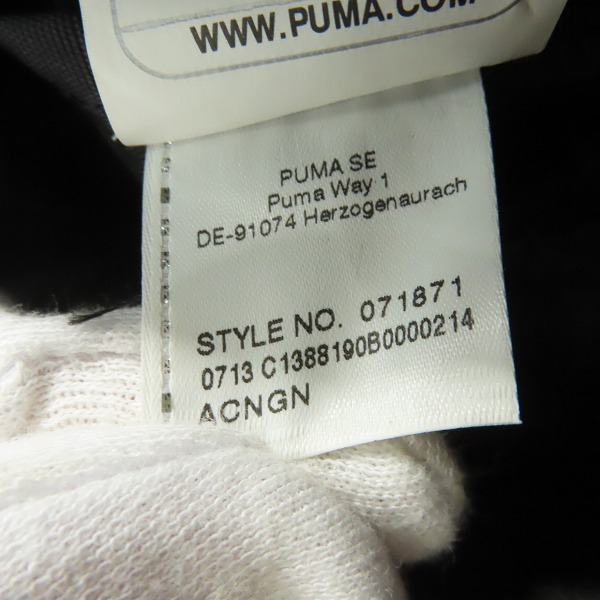 WWW.PUMA.COM
PUMA SE
Puma Way 1
DE-91074 Herzogenaurach
STYLE NO. 071871
0713 C1388190B0000214
ACNGN